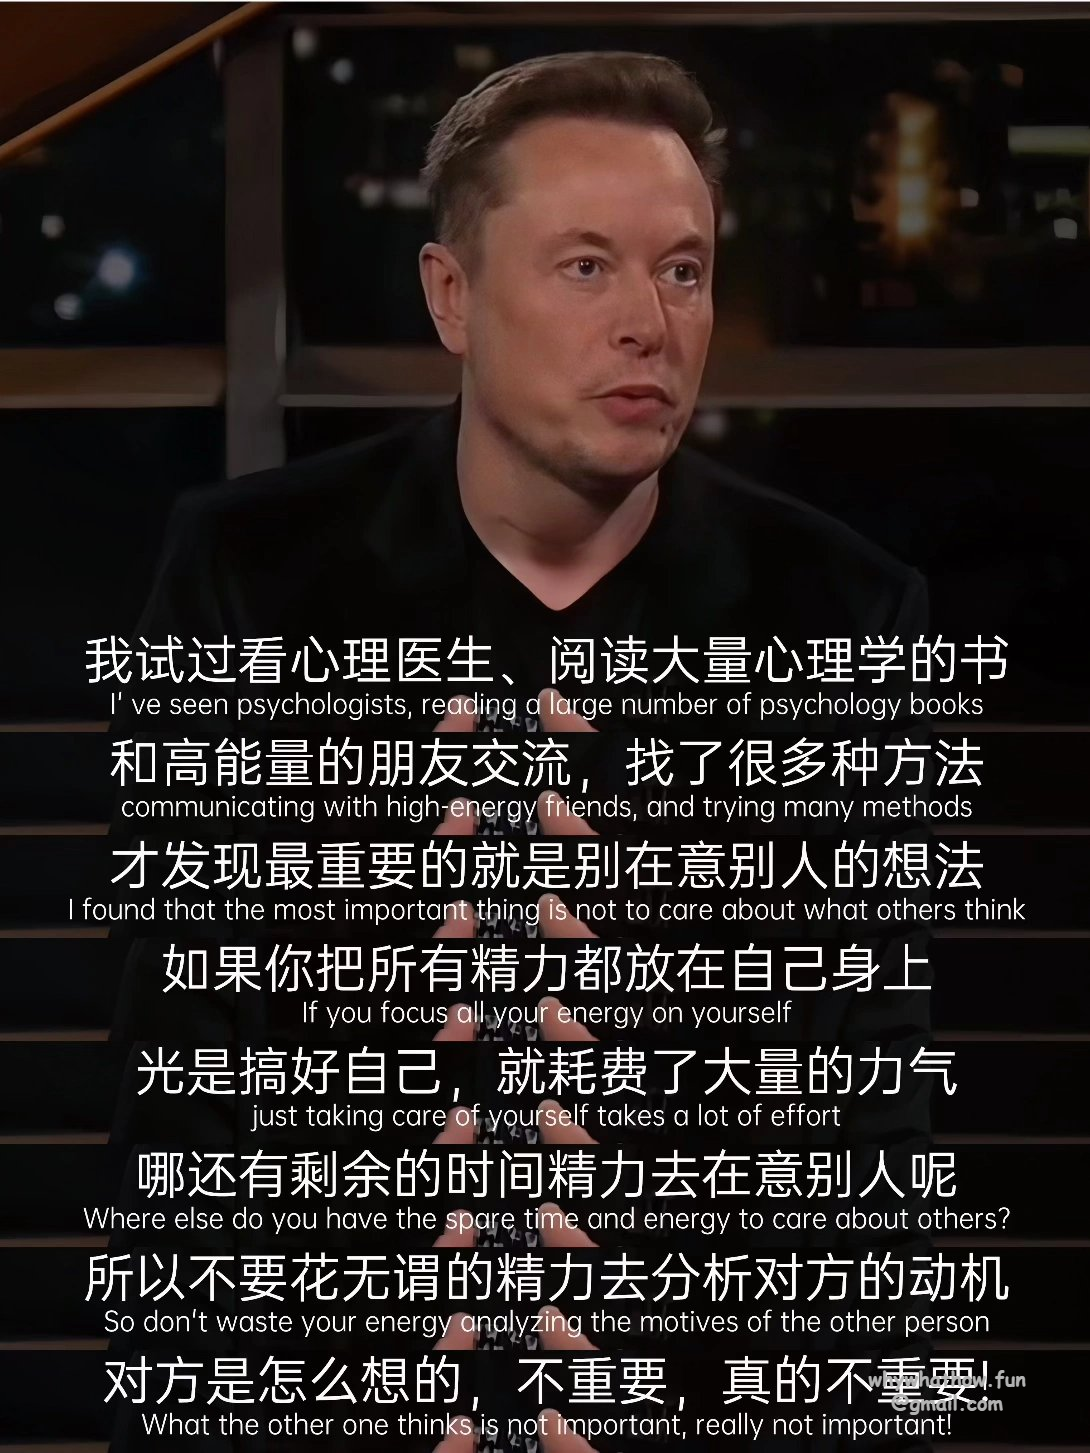 我试过看心理医生、阅读大量心理学的书
I' ve seen psychologists, reading a large number of psychology books
和高能量的朋友交流，找了很多种方法
communicating with high-energy friends, and trying many methods
才发现最重要的就是别在意别人的想法
I found that the most important thing is not to care about what others think
如果你把所有精力都放在自己身上
If you focus all your energy on yourself
光是搞好自己，就耗费了大量的力气
just taking care of yourself takes a lot of effort
哪还有剩余的时间精力去在意别人呢
Where else do you have the spare time and energy to care about others?
所以不要花无谓的精力去分析对方的动机
So don't waste your energy analyzing the motives of the other person
对方是怎么想的，不重要，真的不重要!
What the other one thinks is not important, really not important!
@gmail.com